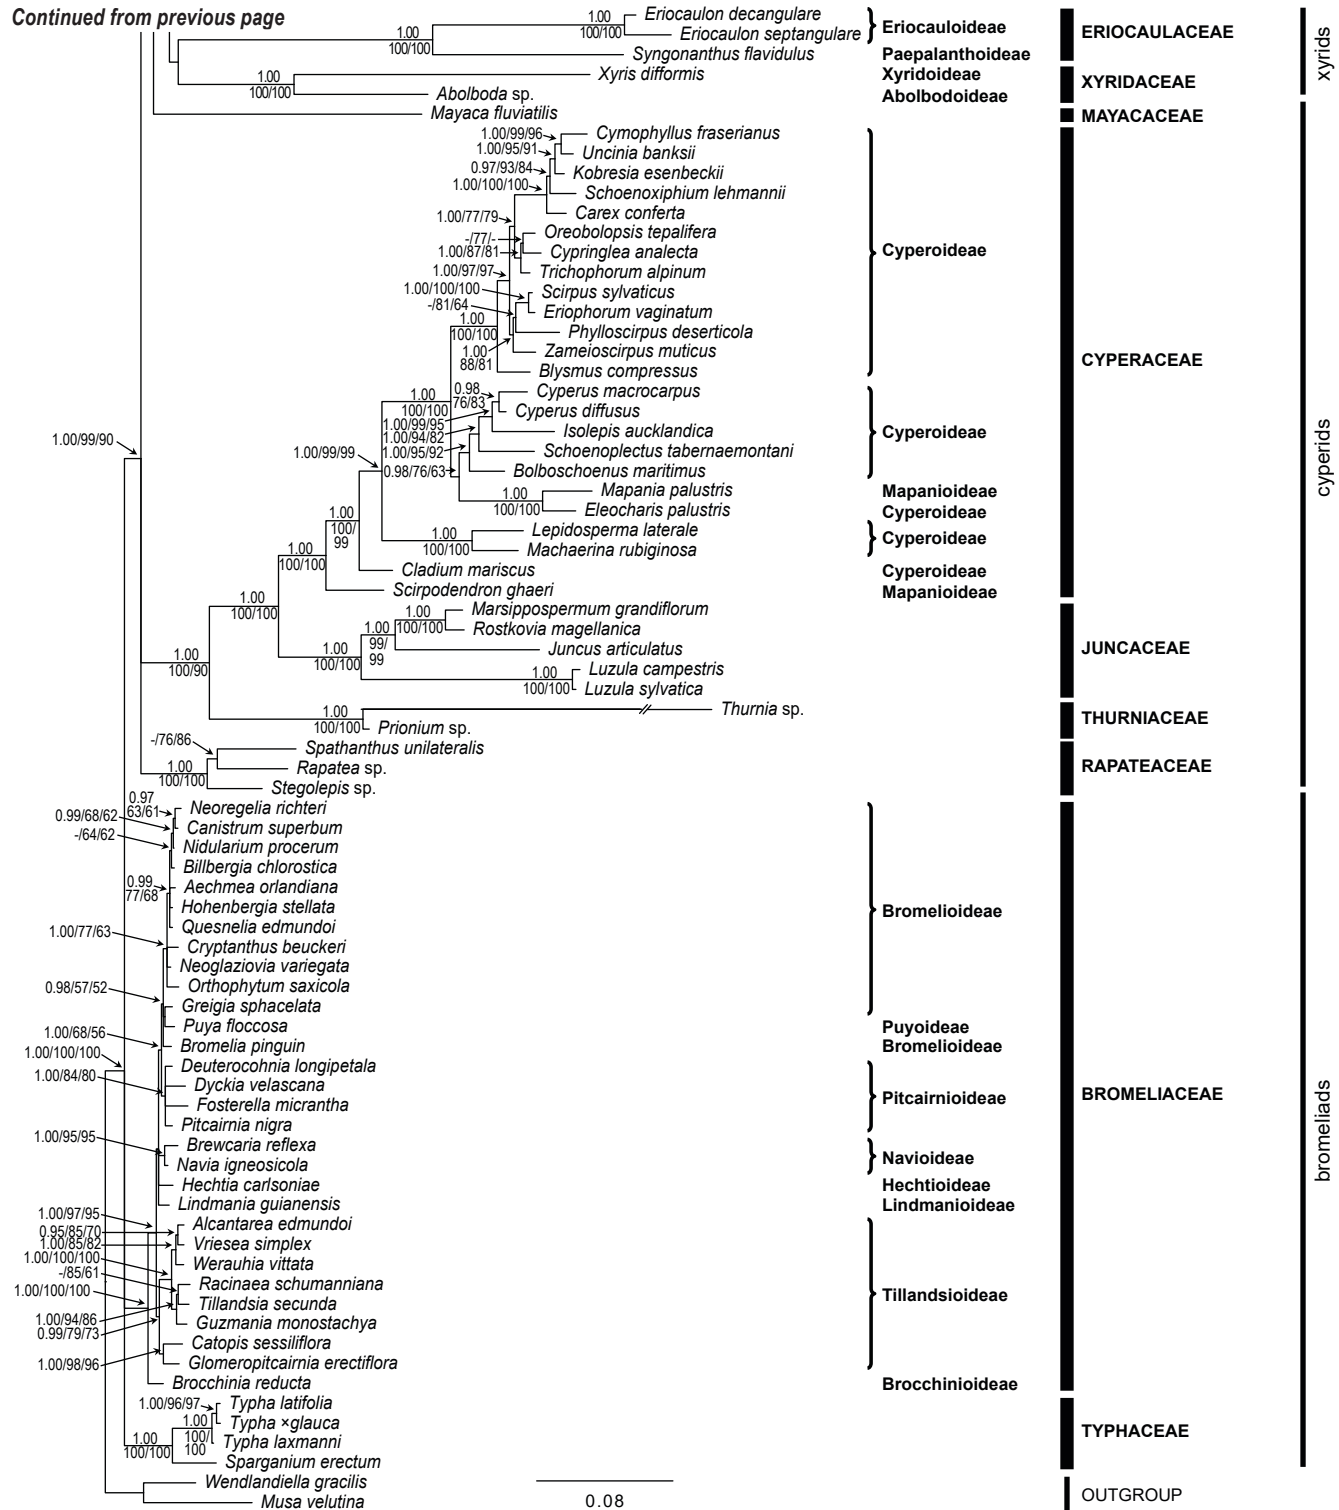 Continued from previous page
1.00
100/100
Eriocaulon decangulare
Eriocaulon septangulare
Eriocauloideae
ERIOCAULACEAE
xyrids
1.00
100/100
Syngonanthus flavidulus
Paepalanthoideae
Xyris difformis
Xyridoideae
XYRIDACEAE
1.00
100/100
Abolboda sp.
Abolbodoideae
Mayaca fluviatilis
MAYACACEAE
cyperids
1.00/99/96
Cymophyllus fraserianus
1.00/95/91
Uncinia banksii
0.97/93/84
Kobresia esenbeckii
1.00/100/100
Schoenoxiphium lehmannii
Carex conferta
1.00/77/79
Oreobolopsis tepalifera
-/77/-
1.00/87/81
Cypringlea analecta
Cyperoideae
1.00/97/97
Trichophorum alpinum
1.00/100/100
Scirpus sylvaticus
-/81/64
Eriophorum vaginatum
1.00
100/100
Phylloscirpus deserticola
1.00
88/81
Zameioscirpus muticus
CYPERACEAE
Blysmus compressus
0.98
76/83
Cyperus macrocarpus
1.00
100/100
Cyperus diffusus
1.00/99/95
Isolepis aucklandica
Cyperoideae
1.00/94/82
1.00/99/90
1.00/95/92
Schoenoplectus tabernaemontani
1.00/99/99
0.98/76/63
Bolboschoenus maritimus
1.00
100/100
Mapania palustris
Mapanioideae
Eleocharis palustris
Cyperoideae
1.00
100/
99
Lepidosperma laterale
Cyperoideae
1.00
100/100
Machaerina rubiginosa
1.00
100/100
Cladium mariscus
Cyperoideae
Scirpodendron ghaeri
Mapanioideae
1.00
100/100
Marsippospermum grandiflorum
1.00
100/100
Rostkovia magellanica
1.00
99/
99
Juncus articulatus
JUNCACEAE
1.00
100/100
1.00
100/90
Luzula campestris
1.00
100/100
Luzula sylvatica
Thurnia sp.
THURNIACEAE
1.00
100/100
Prionium sp.
-/76/86
Spathanthus unilateralis
1.00
100/100
Rapatea sp.
RAPATEACEAE
Stegolepis sp.
0.97
63/61
Neoregelia richteri
0.99/68/62
Canistrum superbum
-/64/62
Nidularium procerum
Billbergia chlorostica
0.99
77/68
Aechmea orlandiana
Hohenbergia stellata
Bromelioideae
Quesnelia edmundoi
1.00/77/63
Cryptanthus beuckeri
Neoglaziovia variegata
0.98/57/52
Orthophytum saxicola
Greigia sphacelata
Puya floccosa
Puyoideae
1.00/68/56
Bromelia pinguin
Bromelioideae
1.00/100/100
Deuterocohnia longipetala
1.00/84/80
Dyckia velascana
Pitcairnioideae
BROMELIACEAE
bromeliads
Fosterella micrantha
Pitcairnia nigra
1.00/95/95
Brewcaria reflexa
Navioideae
Navia igneosicola
Hechtia carlsoniae
Hechtioideae
Lindmania guianensis
Lindmanioideae
1.00/97/95
Alcantarea edmundoi
0.95/85/70
1.00/85/82
Vriesea simplex
1.00/100/100
Werauhia vittata
-/85/61
Racinaea schumanniana
Tillandsioideae
1.00/100/100
Tillandsia secunda
1.00/94/86
Guzmania monostachya
0.99/79/73
Catopis sessiliflora
1.00/98/96
Glomeropitcairnia erectiflora
Brocchinia reducta
Brocchinioideae
1.00/96/97
Typha latifolia
1.00
100/
100
Typha ×glauca
TYPHACEAE
1.00
100/100
Typha laxmanni
Sparganium erectum
Wendlandiella gracilis
OUTGROUP
Musa velutina
0.08